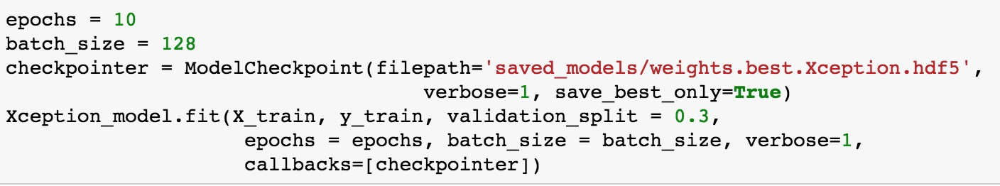 epochs = 10
batch_size = 128
checkpointer = ModelCheckpoint(filepath='saved_models/weights.best.Xception.hdf5',
                               verbose=1, save_best_only=True)
Xception_model.fit(X_train, y_train, validation_split = 0.3,
                    epochs = epochs, batch_size = batch_size, verbose=1,
                    callbacks=[checkpointer])